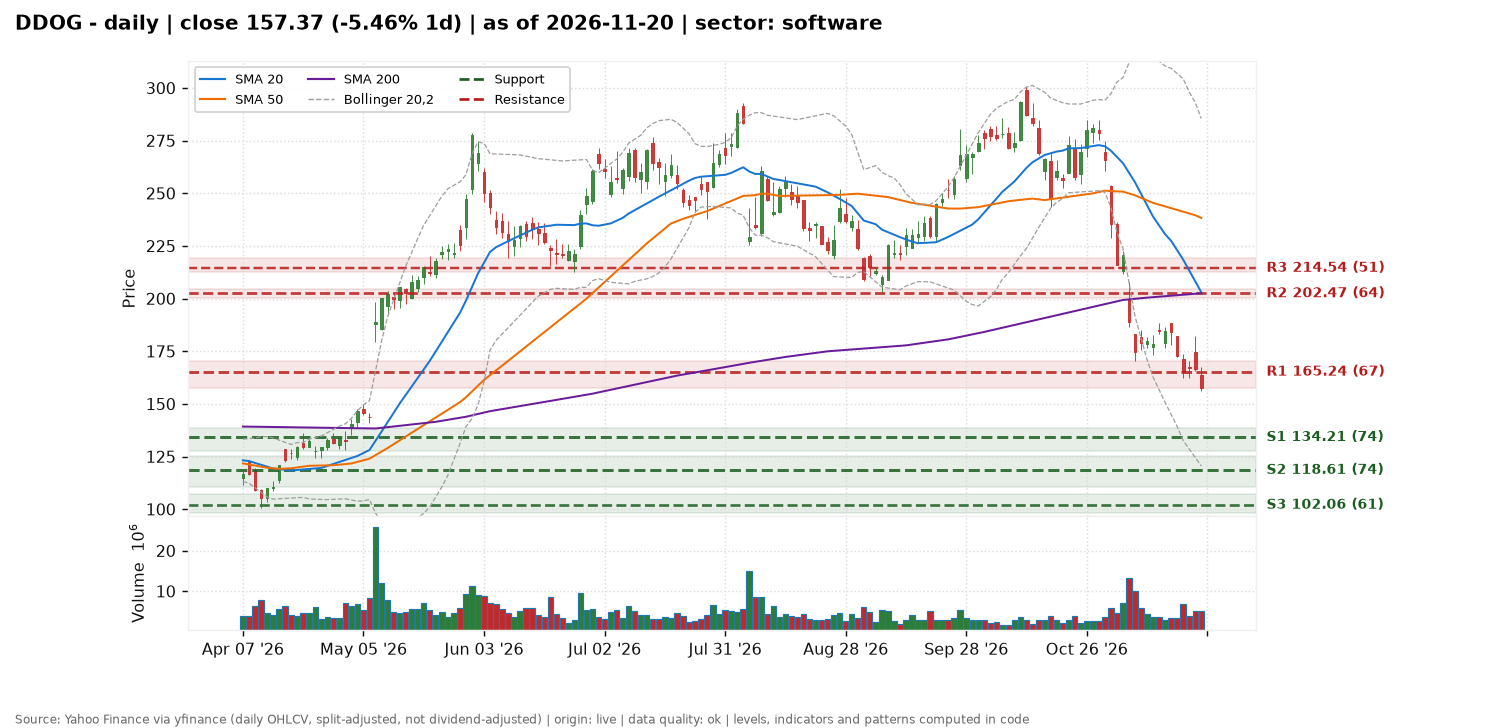 DDOG - daily | close 157.37 (-5.46% 1d) | as of 2026-11-20 | sector: software
SMA 20
SMA 50
SMA 200
Bollinger 20,2
Support
Resistance
Price
300
275
250
225
200
175
150
125
100
R3 214.54 (51)
R2 202.47 (64)
R1 165.24 (67)
S1 134.21 (74)
S2 118.61 (74)
S3 102.06 (61)
Volume 10⁶
20
10
Apr 07 '26
May 05 '26
Jun 03 '26
Jul 02 '26
Jul 31 '26
Aug 28 '26
Sep 28 '26
Oct 26 '26
Source: Yahoo Finance via yfinance (daily OHLCV, split-adjusted, not dividend-adjusted) | origin: live | data quality: ok | levels, indicators and patterns computed in code